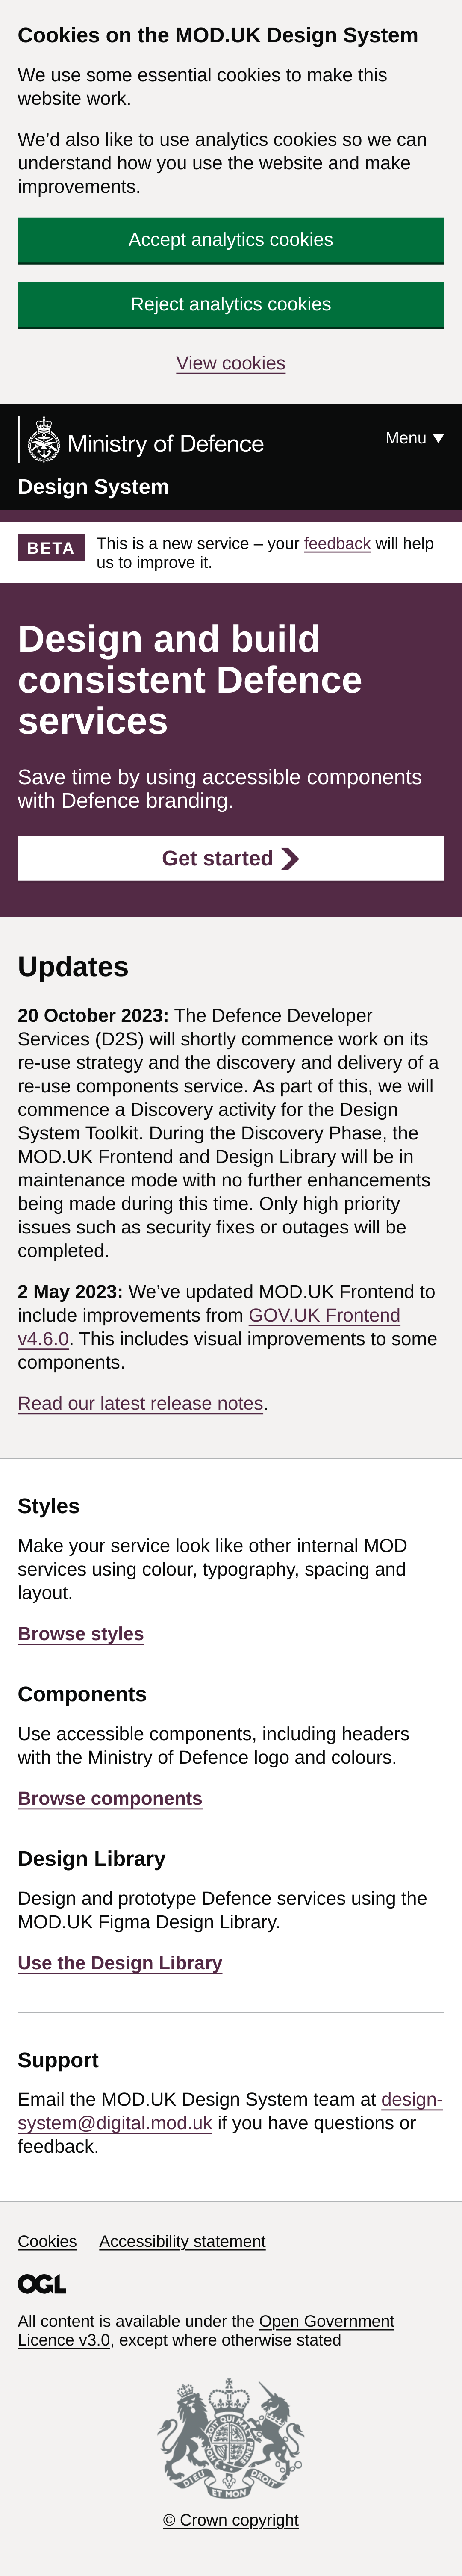 Cookies on the MOD.UK Design System
We use some essential cookies to make this
website work.
We’d also like to use analytics cookies so we can
understand how you use the website and make
improvements.
Accept analytics cookies
Reject analytics cookies
View cookies
Ministry of Defence
Menu
Design System
BETA
This is a new service – your feedback will help
us to improve it.
Design and build
consistent Defence
services
Save time by using accessible components
with Defence branding.
Get started
Updates
20 October 2023: The Defence Developer
Services (D2S) will shortly commence work on its
re-use strategy and the discovery and delivery of a
re-use components service. As part of this, we will
commence a Discovery activity for the Design
System Toolkit. During the Discovery Phase, the
MOD.UK Frontend and Design Library will be in
maintenance mode with no further enhancements
being made during this time. Only high priority
issues such as security fixes or outages will be
completed.
2 May 2023: We’ve updated MOD.UK Frontend to
include improvements from GOV.UK Frontend
v4.6.0. This includes visual improvements to some
components.
Read our latest release notes.
Styles
Make your service look like other internal MOD
services using colour, typography, spacing and
layout.
Browse styles
Components
Use accessible components, including headers
with the Ministry of Defence logo and colours.
Browse components
Design Library
Design and prototype Defence services using the
MOD.UK Figma Design Library.
Use the Design Library
Support
Email the MOD.UK Design System team at design-
system@digital.mod.uk if you have questions or
feedback.
Cookies Accessibility statement
OGL
All content is available under the Open Government
Licence v3.0, except where otherwise stated
DIEU ET MON DROIT
© Crown copyright